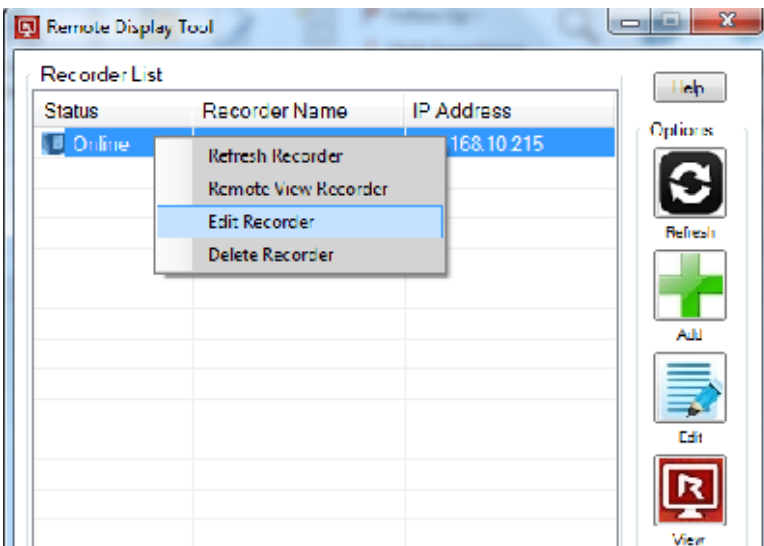 Remote Display Tool
Recorder List
Help
Status Recorder Name IP Address
Options
Online 168.10.215
Refresh Recorder
Remote View Recorder
Edit Recorder
Delete Recorder
Refresh
Add
Edit
View